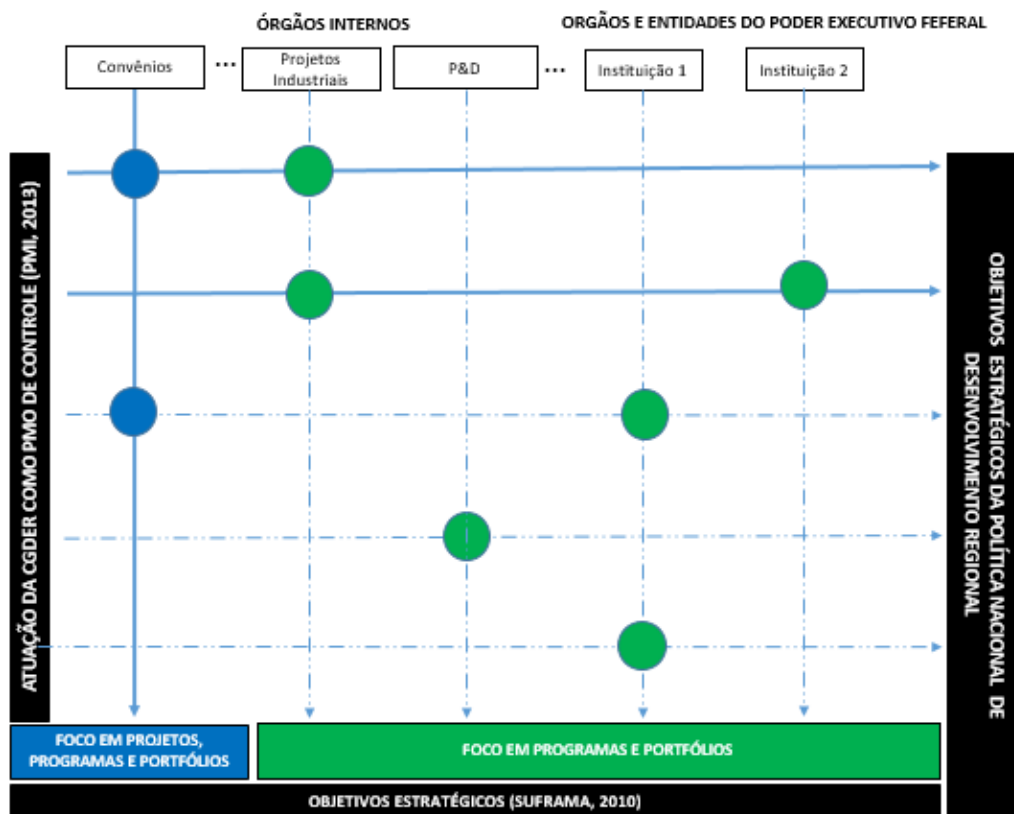 ÓRGÃOS INTERNOS
ORGÃOS E ENTIDADES DO PODER EXECUTIVO FEFERAL
Convênios
...
Projetos
Industriais
P&D
...
Instituição 1
Instituição 2
ATUAÇÃO DA CGDER COMO PMO DE CONTROLE (PMI, 2013)
OBJETIVOS ESTRATÉGICOS DA POLÍTICA NACIONAL DE
DESENVOLVIMENTO REGIONAL
FOCO EM PROJETOS,
PROGRAMAS E PORTFÓLIOS
FOCO EM PROGRAMAS E PORTFÓLIOS
OBJETIVOS ESTRATÉGICOS (SUFRAMA, 2010)